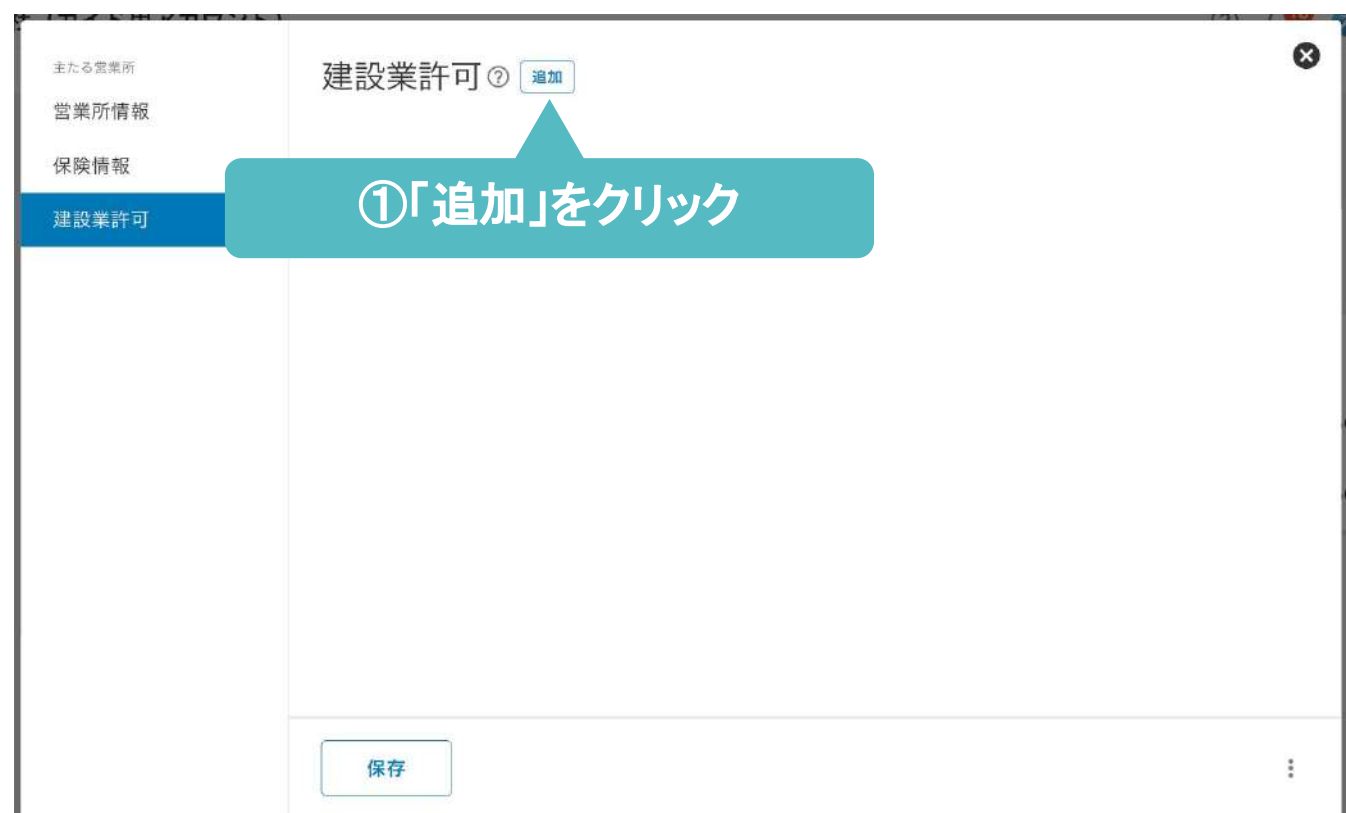 主たる営業所
営業所情報
保険情報
建設業許可
建設業許可 ? 追加
①「追加」をクリック
保存